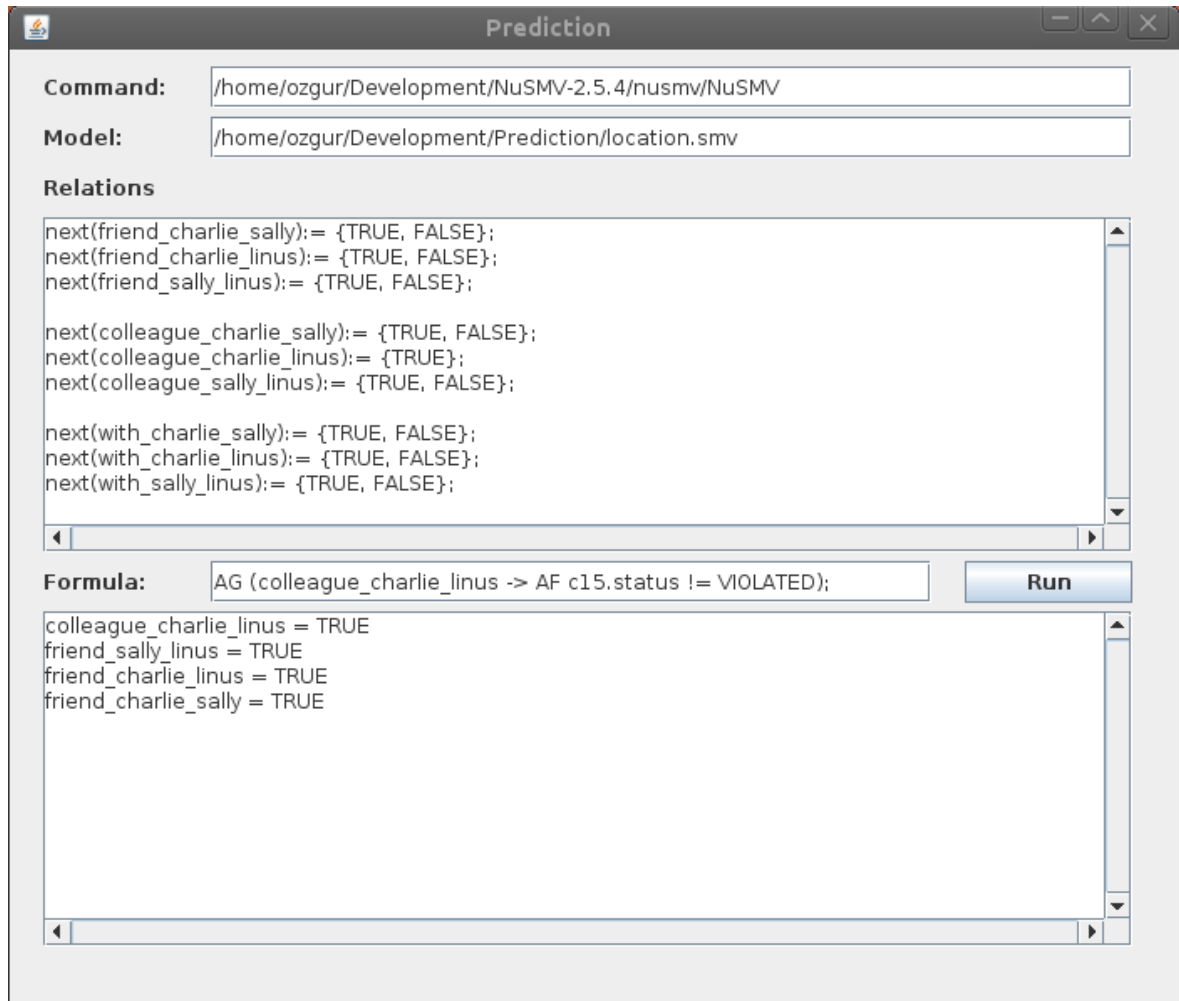 Prediction
Command: /home/ozgur/Development/NuSMV-2.5.4/nusmv/NuSMV
Model: /home/ozgur/Development/Prediction/location.smv
Relations
next(friend_charlie_sally):= {TRUE, FALSE};
next(friend_charlie_linus):= {TRUE, FALSE};
next(friend_sally_linus):= {TRUE, FALSE};
next(colleague_charlie_sally):= {TRUE, FALSE};
next(colleague_charlie_linus):= {TRUE};
next(colleague_sally_linus):= {TRUE, FALSE};
next(with_charlie_sally):= {TRUE, FALSE};
next(with_charlie_linus):= {TRUE, FALSE};
next(with_sally_linus):= {TRUE, FALSE};
Formula: AG (colleague_charlie_linus -> AF c15.status != VIOLATED); Run
colleague_charlie_linus = TRUE
friend_sally_linus = TRUE
friend_charlie_linus = TRUE
friend_charlie_sally = TRUE